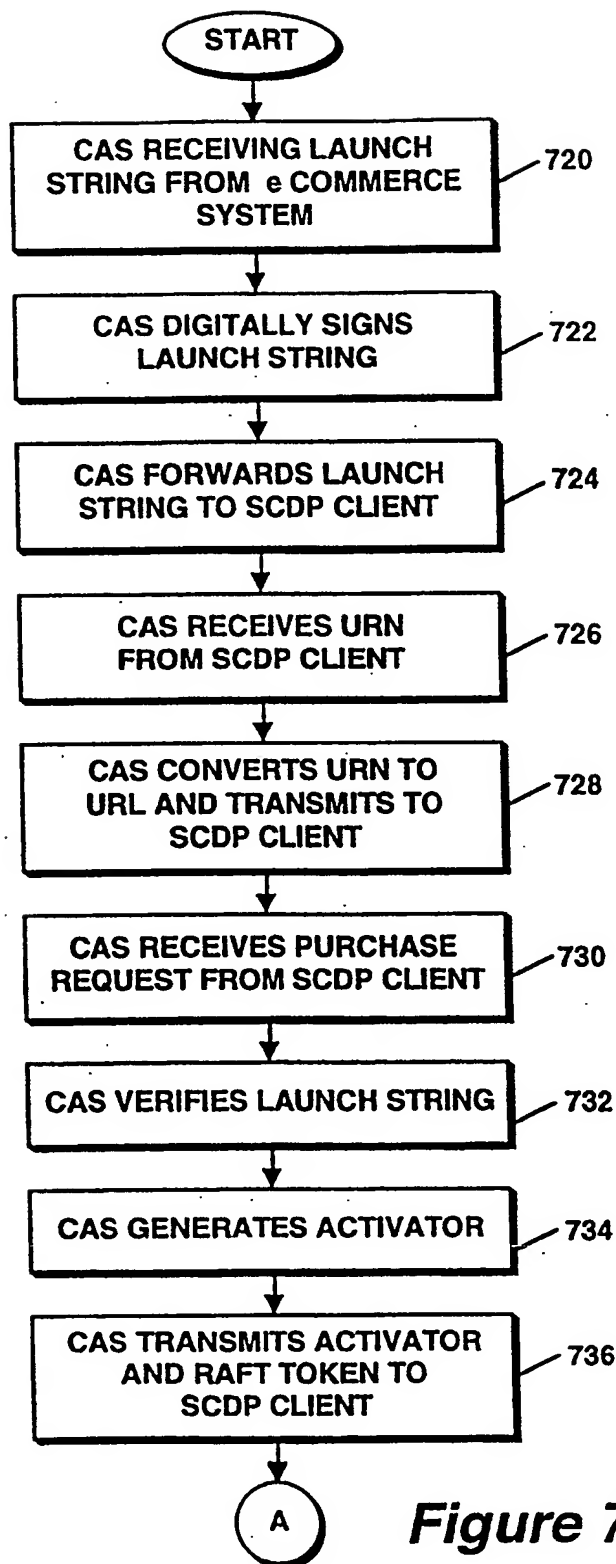 START
CAS RECEIVING LAUNCH
STRING FROM e COMMERCE
SYSTEM
720
CAS DIGITALLY SIGNS
LAUNCH STRING
722
CAS FORWARDS LAUNCH
STRING TO SCDP CLIENT
724
CAS RECEIVES URN
FROM SCDP CLIENT
726
CAS CONVERTS URN TO
URL AND TRANSMITS TO
SCDP CLIENT
728
CAS RECEIVES PURCHASE
REQUEST FROM SCDP CLIENT
730
CAS VERIFIES LAUNCH STRING
732
CAS GENERATES ACTIVATOR
734
CAS TRANSMITS ACTIVATOR
AND RAFT TOKEN TO
SCDP CLIENT
736
A
Figure 7